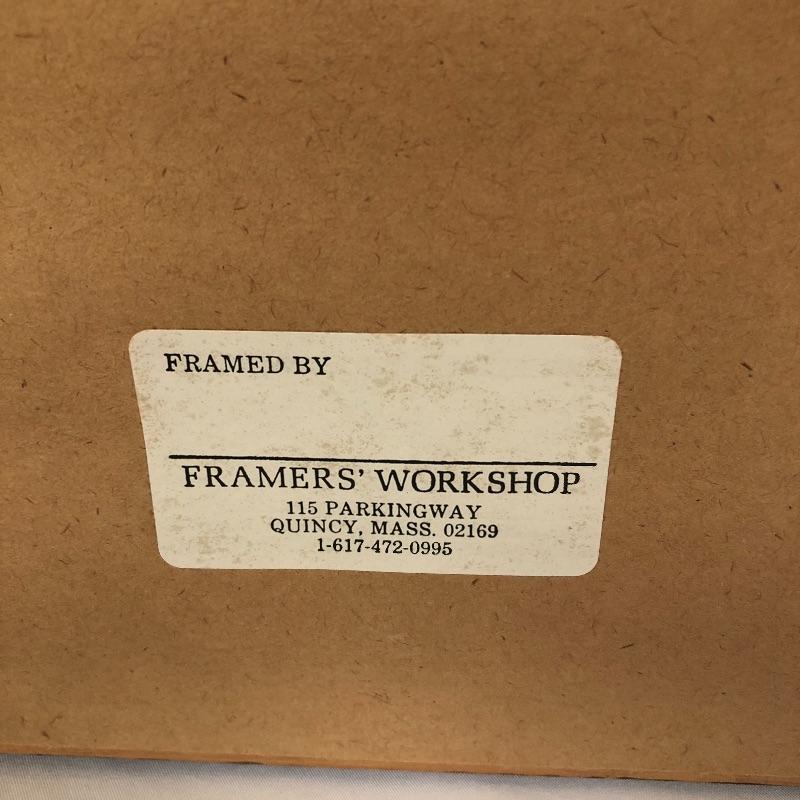 FRAMED BY
FRAMERS' WORKSHOP
115 PARKINGWAY
QUINCY, MASS. 02169
1-617-472-0995